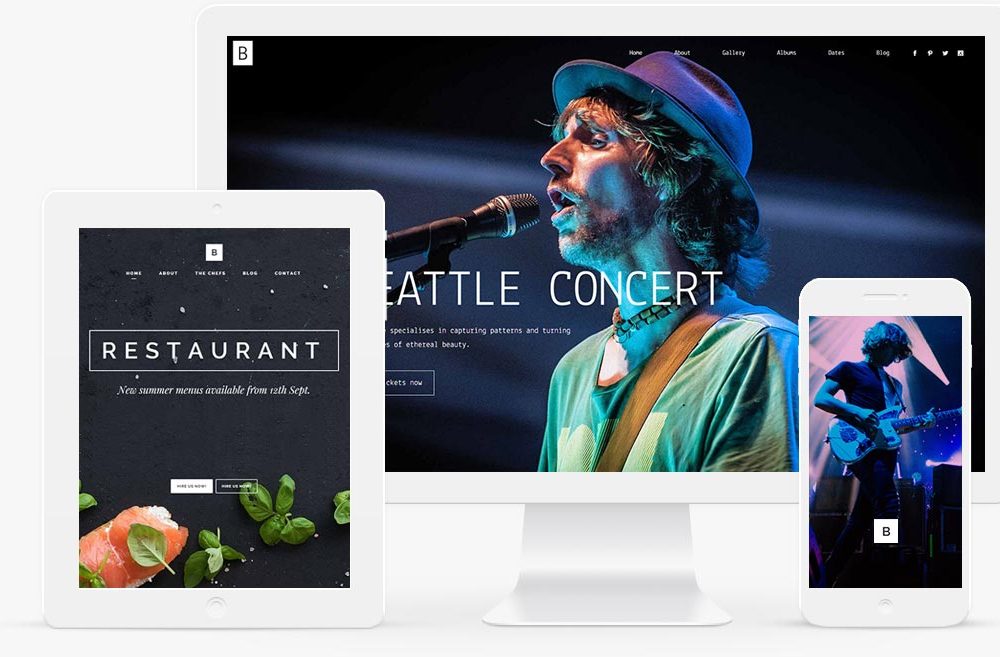 B
Home About Gallery Albums Dates Blog
EATTLE CONCERT
specialises in capturing patterns and turning
of ethereal beauty.
now
B
HOME ABOUT THE CHEFS BLOG CONTACT
RESTAURANT
New summer menus available from 12th Sept.
HIRE US NOW! HIRE US NOW!
B